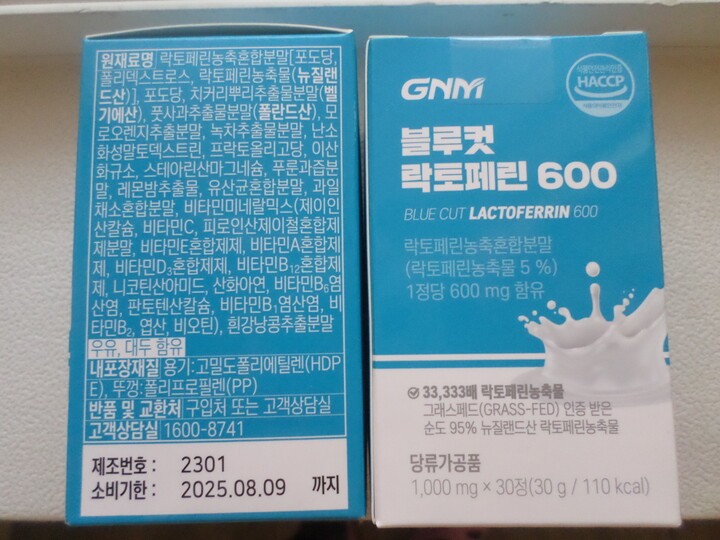 원재료명 락토페린농축혼합분말[포도당,
폴리덱스트로스, 락토페린농축물(뉴질랜
드산)], 포도당, 치커리뿌리추출물분말(벨
기에산), 풋사과추출물분말(폴란드산), 모
로오렌지추출분말, 녹차추출물분말, 난소
화성말토덱스트린, 프락토올리고당, 이산
화규소, 스테아린산마그네슘, 푸룬과즙분
말, 레몬밤추출물, 유산균혼합분말, 과일
채소혼합분말, 비타민미네랄믹스(제이인
산칼슘, 비타민C, 피로인산제이철혼합제
제분말, 비타민E혼합제제, 비타민A혼합제
제, 비타민D3혼합제제, 비타민B12혼합제
제, 니코틴산아미드, 산화아연, 비타민B6염
산염, 판토텐산칼슘, 비타민B1염산염, 비
타민B2, 엽산, 비오틴), 흰강낭콩추출분말
우유, 대두 함유
내포장재질 용기:고밀도폴리에틸렌(HDP
E), 뚜껑:폴리프로필렌(PP)
반품 및 교환처 구입처 또는 고객상담실
고객상담실 1600-8741
제조번호 : 2301
소비기한 : 2025.08.09 까지
GNM
식품안전관리인증
HACCP
식품의약품안전처
블루컷
락토페린 600
BLUE CUT LACTOFERRIN 600
락토페린농축혼합분말
(락토페린농축물 5 %)
1정당 600 mg 함유
33,333배 락토페린농축물
그래스페드(GRASS-FED) 인증 받은
순도 95% 뉴질랜드산 락토페린농축물
당류가공품
1,000 mg × 30정(30 g / 110 kcal)